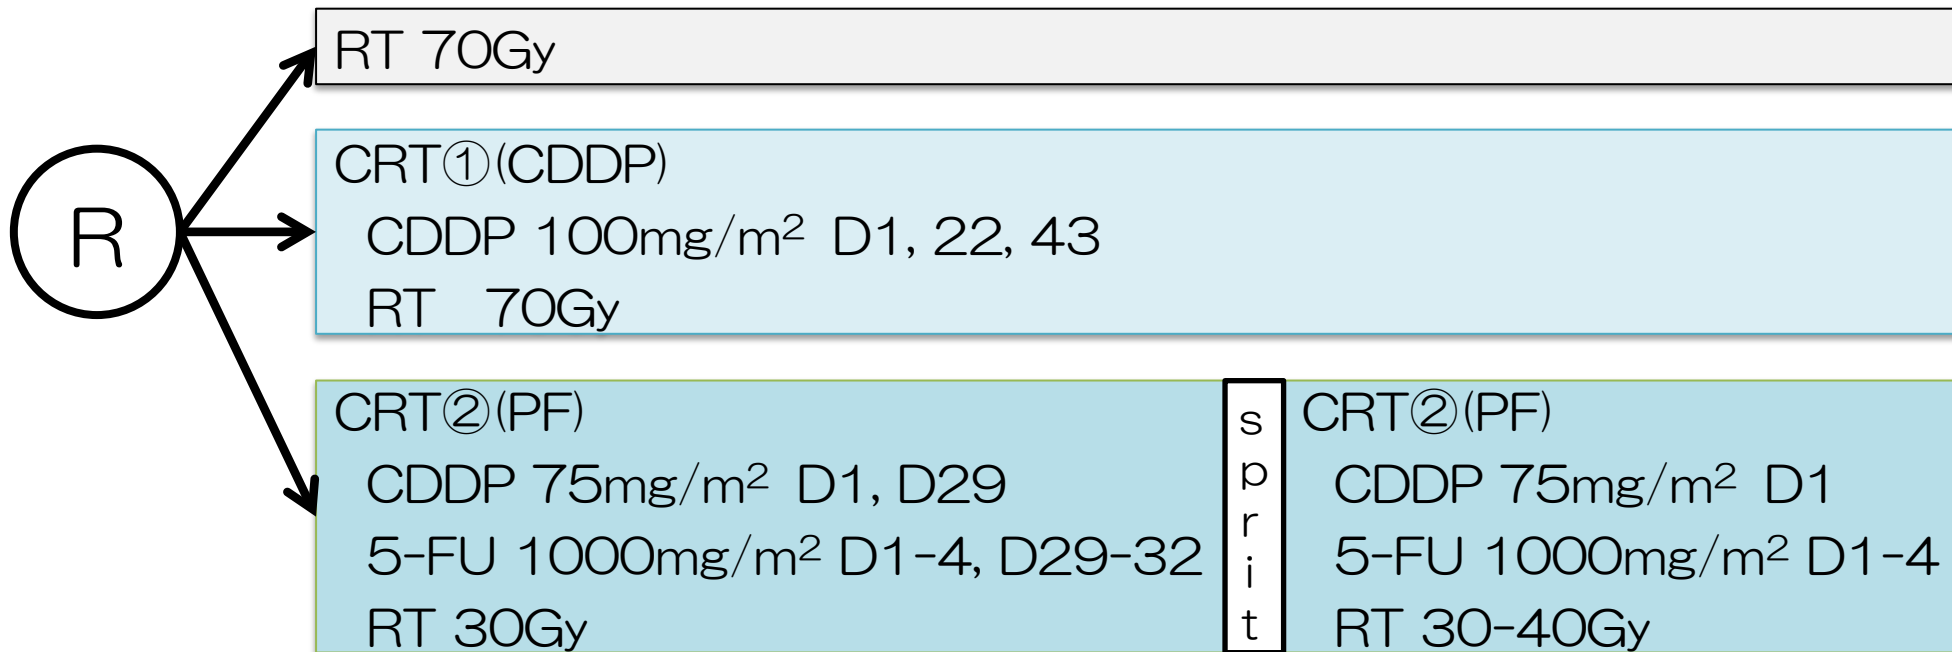 R
RT 70Gy
CRT①(CDDP)
CDDP 100mg/m² D1, 22, 43
RT 70Gy
CRT②(PF)
CDDP 75mg/m² D1, D29
5-FU 1000mg/m² D1-4, D29-32
RT 30Gy
sprit
CRT②(PF)
CDDP 75mg/m² D1
5-FU 1000mg/m² D1-4
RT 30-40Gy